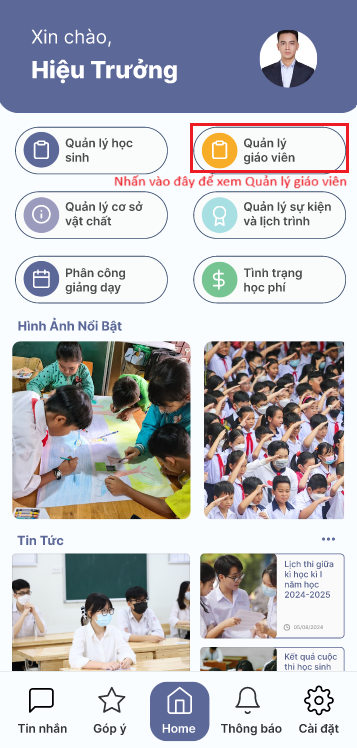 Xin chào,
Hiệu Trưởng
Quản lý học
sinh
Quản lý
giáo viên
Nhấn vào đây để xem Quản lý giáo viên
Quản lý cơ sở
vật chất
Quản lý sự kiện
và lịch trình
Phân công
giảng dạy
Tình trạng
học phí
Hình Ảnh Nổi Bật
Tin Tức
Lịch thi giữa
kì học kì I
năm học
2024-2025
05/08/2024
Kết quả cuộc
thi học sinh
Tin nhắn
Góp ý
Home
Thông báo
Cài đặt